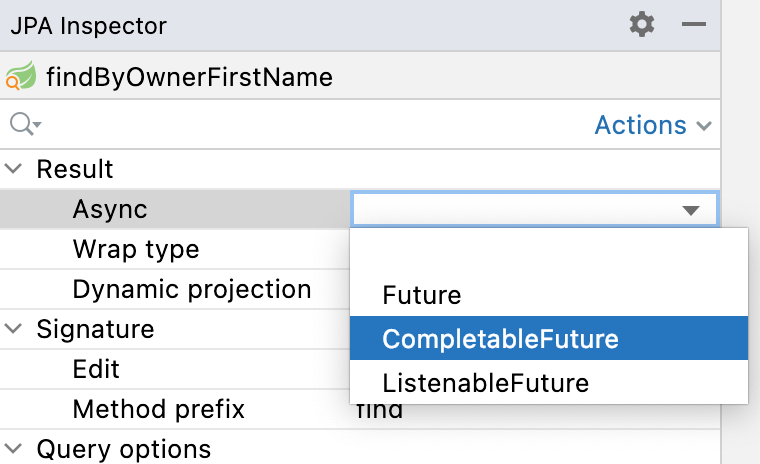 JPA Inspector
findByOwnerFirstName
Actions
Result
Async
Wrap type
Dynamic projection
Future
Signature
CompletableFuture
Edit
ListenableFuture
Method prefix find
Query options